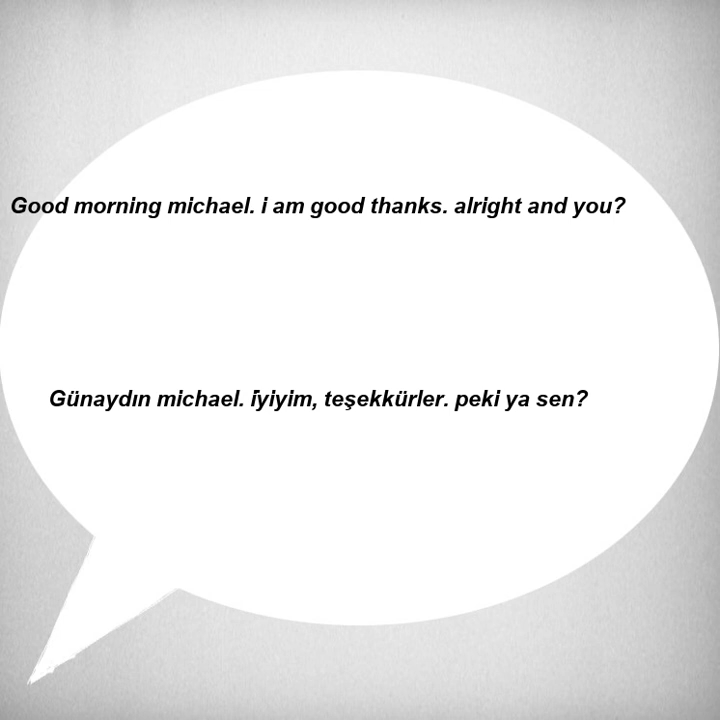 Good morning michael. i am good thanks. alright and you?
Günaydın michael. i̇yiyim, teşekkürler. peki ya sen?